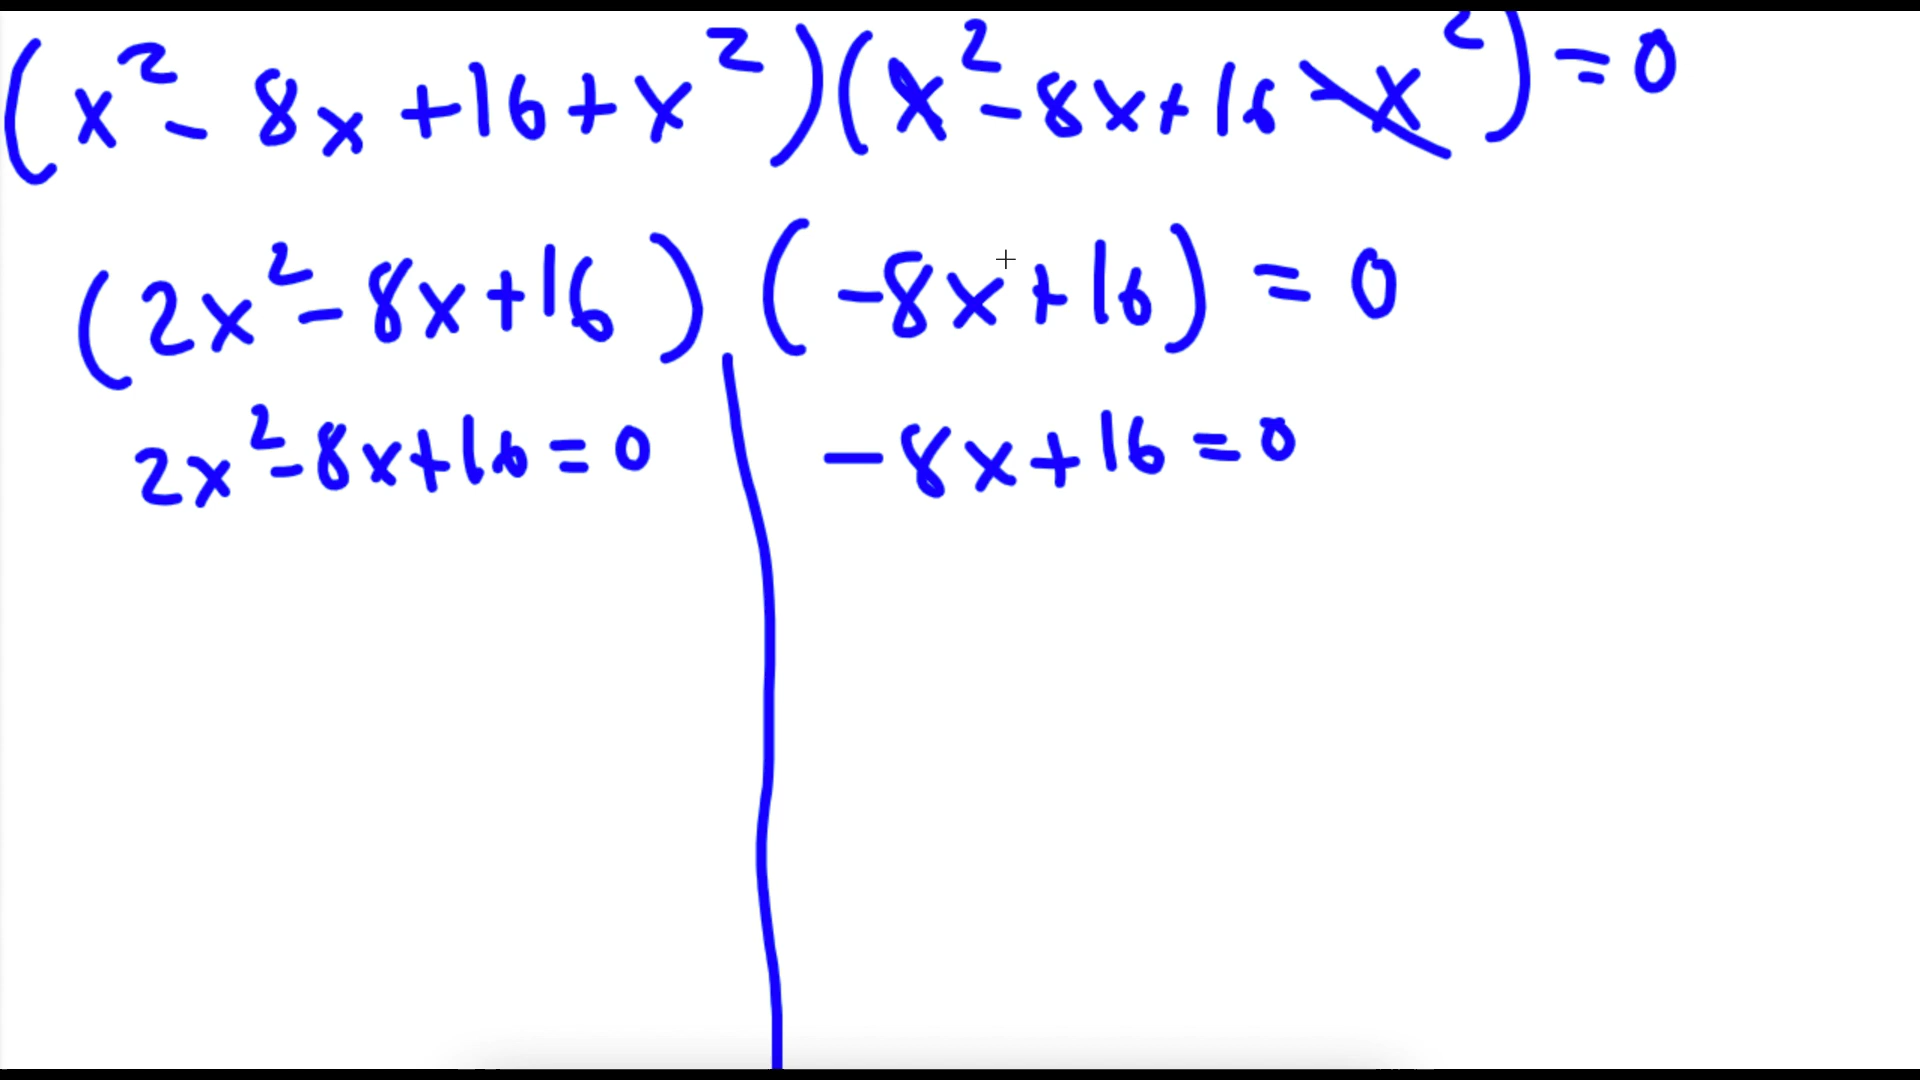 (x² - 8x + 16 + x²)(x² - 8x + 16 - x²) = 0
(2x² - 8x + 16)(-8x + 16) = 0
2x² - 8x + 16 = 0
-8x + 16 = 0